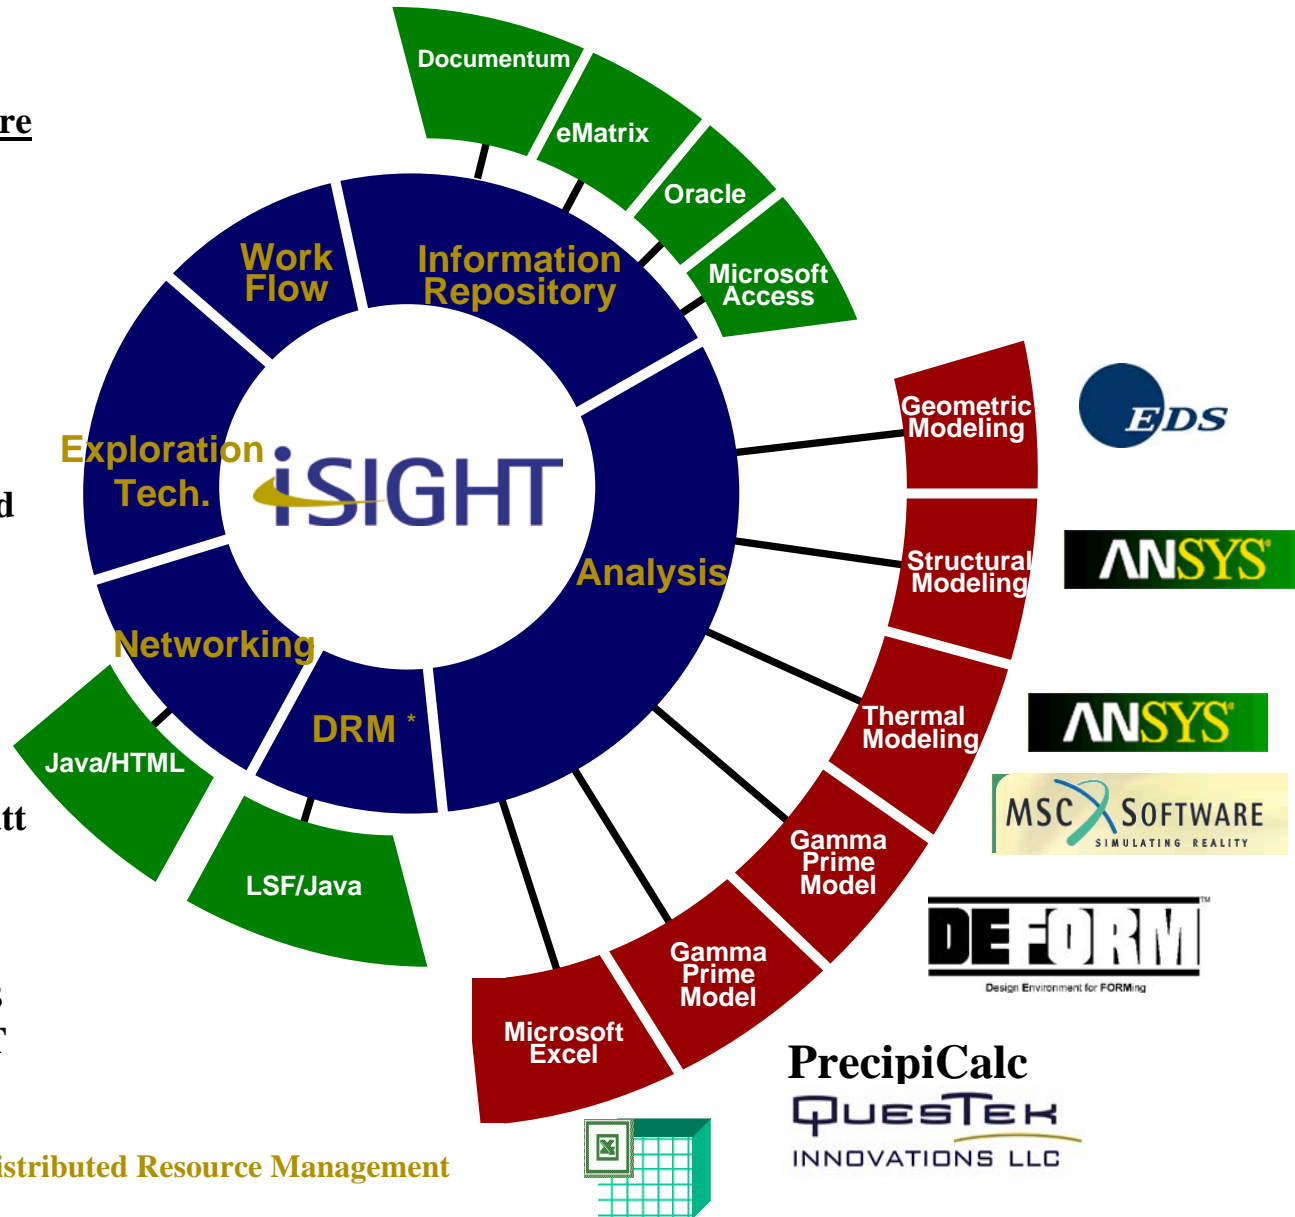 Documentum
re
eMatrix
Oracle
Work
Flow
Information
Repository
Microsoft
Access
Geometric
Modeling
EDS
Exploration
Tech.
iSIGHT
d
ANSYS
Structural
Modeling
Analysis
Networking
DRM *
Thermal
Modeling
ANSYS
Java/HTML
MSC SOFTWARE
SIMULATING REALITY
tt
Gamma
Prime
Model
LSF/Java
DEFORM™
Design Environment for FORMing
Gamma
Prime
Model
Microsoft
Excel
T
PrecipiCalc
QUESTEK
INNOVATIONS LLC
istributed Resource Management
X